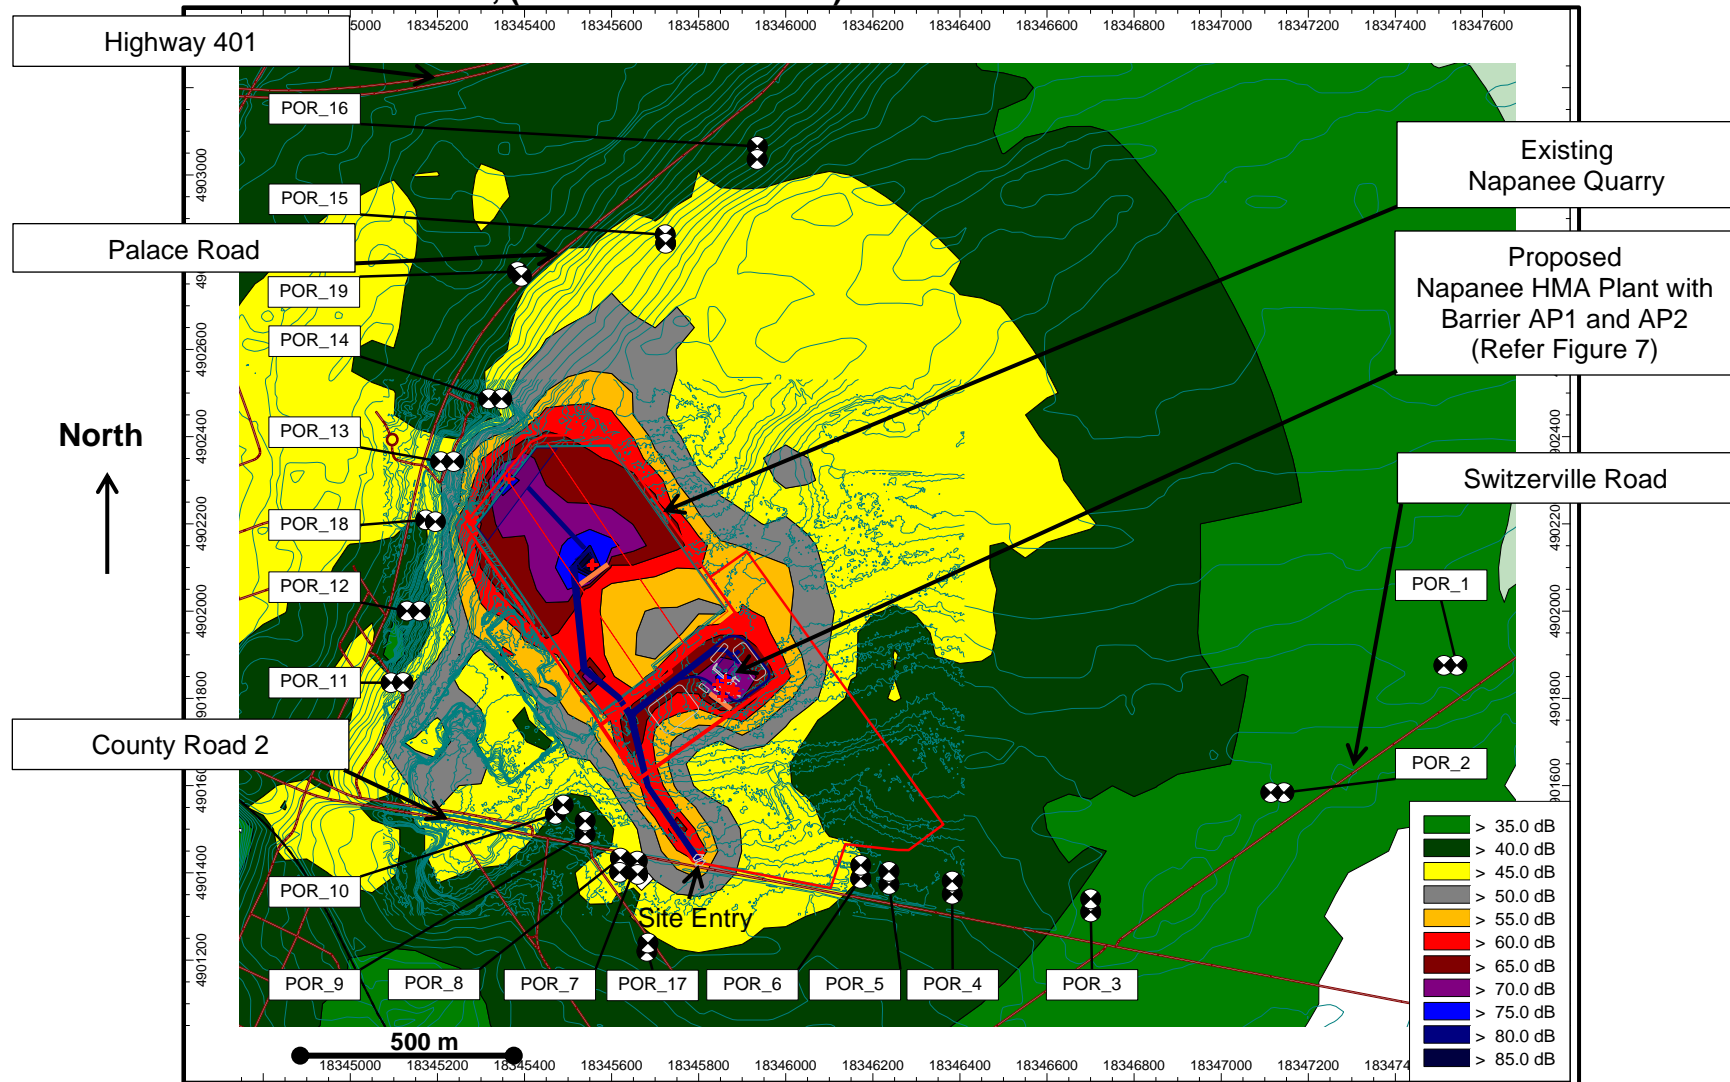 18345200
18345400
18345600
18345800
18346000
18346200
18346400
18346600
18346800
18347000
18347200
18347400
18347600
Highway 401
POR_16
Existing
Napanee Quarry
4903000
POR_15
Palace Road
Proposed
Napanee HMA Plant with
Barrier AP1 and AP2
(Refer Figure 7)
POR_19
4902600
POR_14
North
POR_13
4902400
4902400
Switzerville Road
POR_18
4902200
POR_1
POR_12
4902000
4902000
POR_11
4901800
4901800
County Road 2
POR_2
4901600
4901600
POR_10
4901400
Site Entry
4901200
POR_9
POR_8
POR_7
POR_17
POR_6
POR_5
POR_4
POR_3
> 35.0 dB
> 40.0 dB
> 45.0 dB
> 50.0 dB
> 55.0 dB
> 60.0 dB
> 65.0 dB
> 70.0 dB
> 75.0 dB
> 80.0 dB
> 85.0 dB
500 m
18345000
18345200
18345400
18345600
18345800
18346000
18346200
18346400
18346600
18346800
18347000
18347200